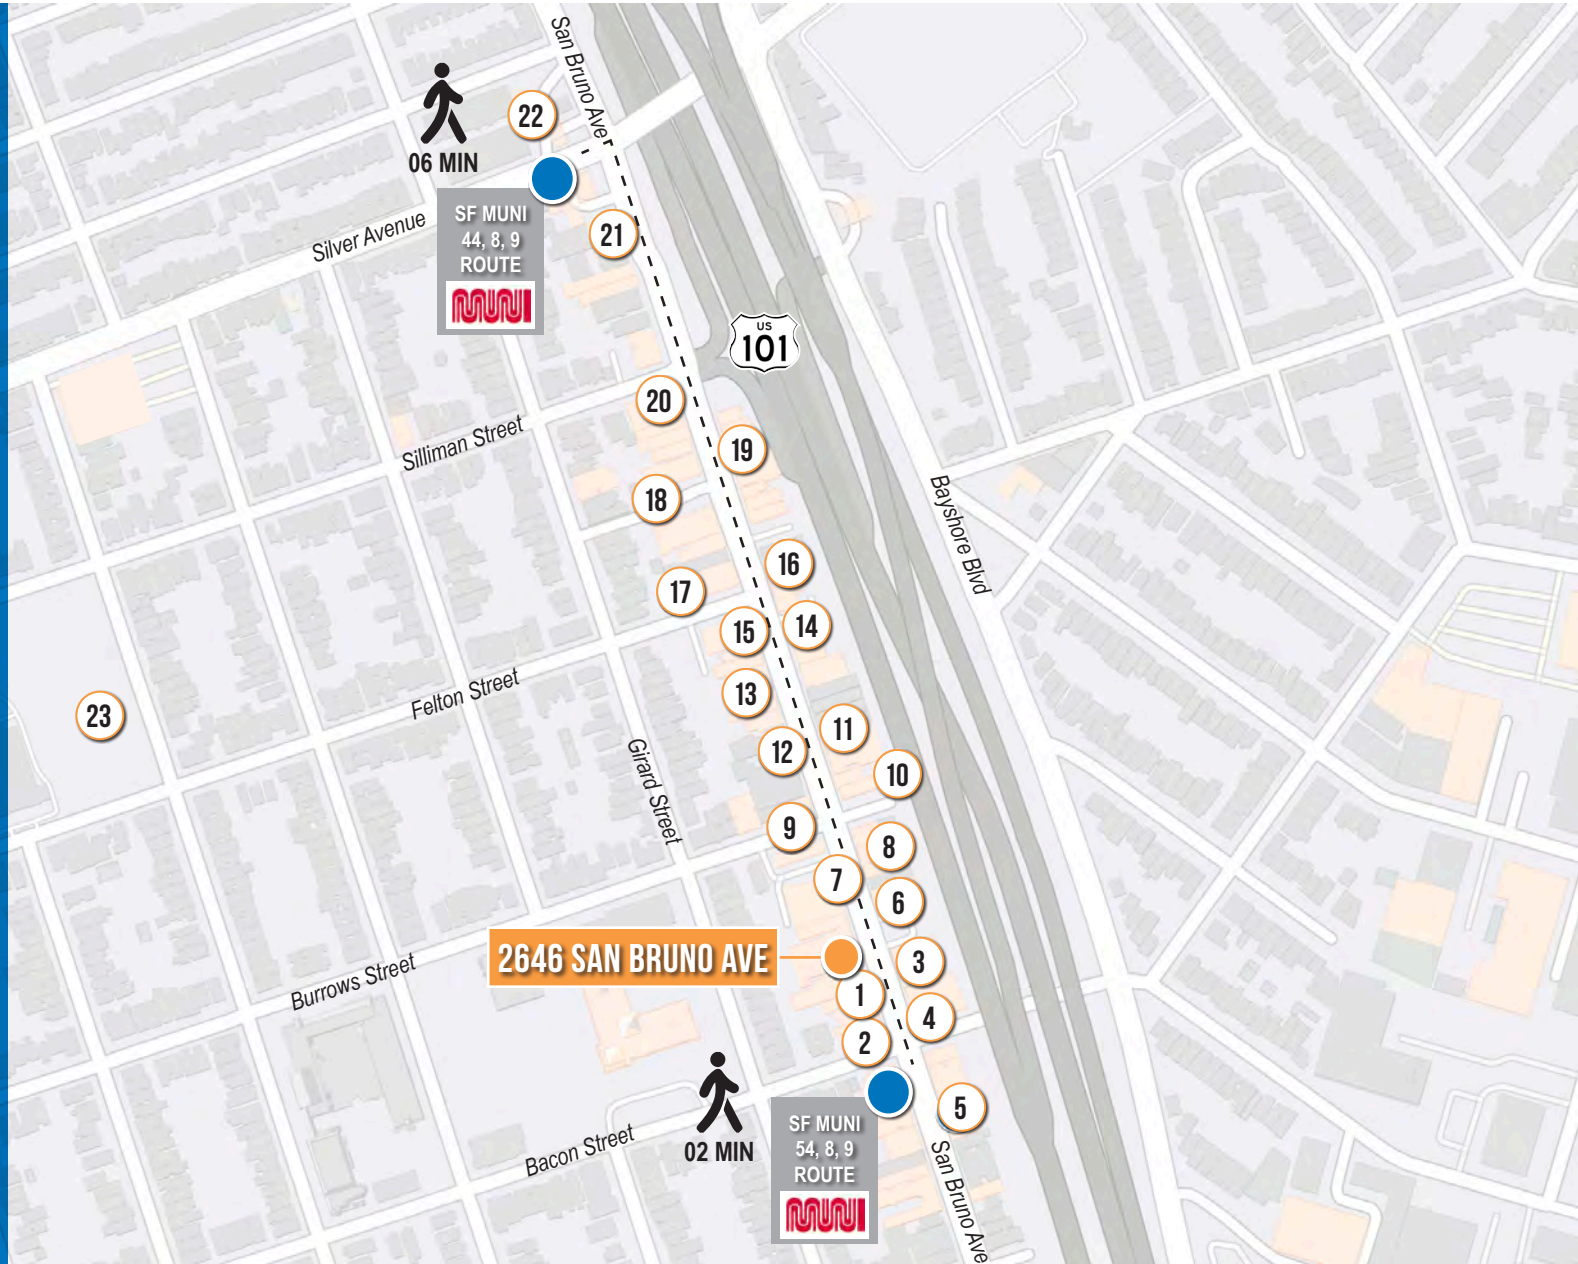 San Bruno Ave
22
06 MIN
SF MUNI
44, 8, 9
ROUTE
MUNI
Silver Avenue
21
US
101
20
Silliman Street
19
18
Bayshore Blvd
16
17
15
14
Felton Street
13
23
11
12
Girard Street
10
9
8
7
6
2646 SAN BRUNO AVE
3
Burrows Street
1
4
2
5
02 MIN
SF MUNI
54, 8, 9
ROUTE
MUNI
Bacon Street
San Bruno Ave